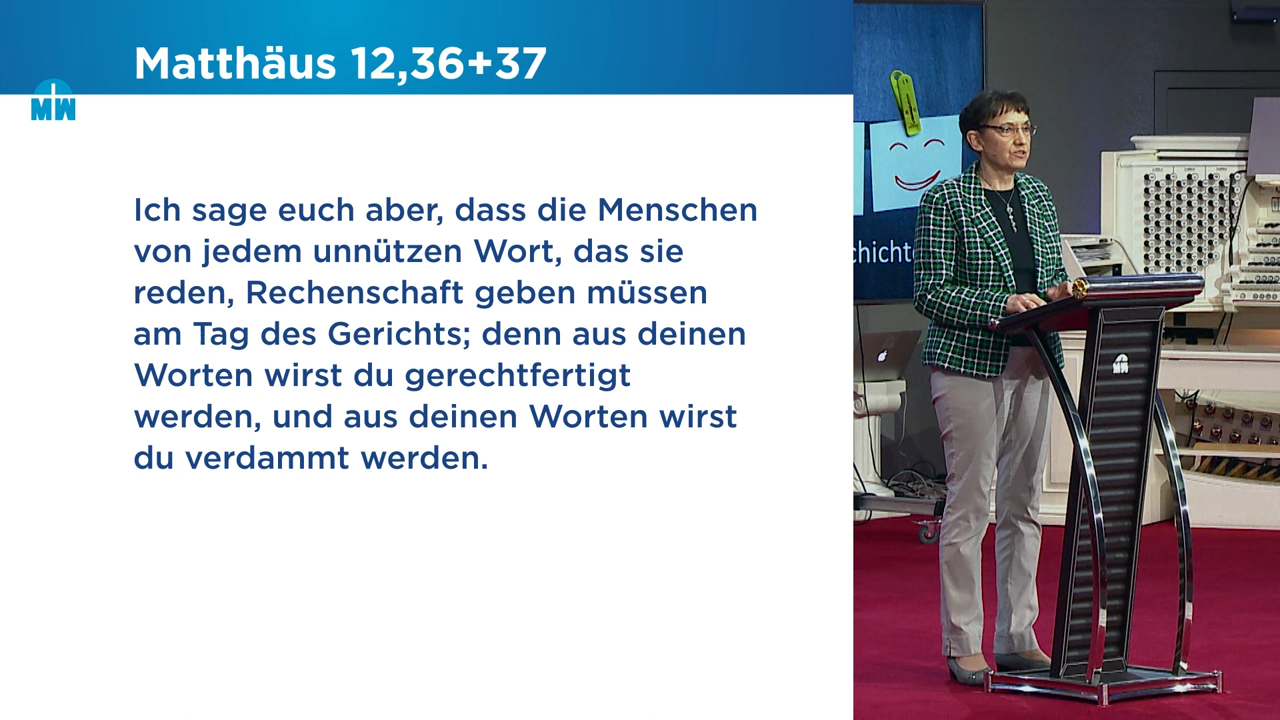 Matthäus 12,36+37
MW
Ich sage euch aber, dass die Menschen
von jedem unnützen Wort, das sie
reden, Rechenschaft geben müssen
am Tag des Gerichts; denn aus deinen
Worten wirst du gerechtfertigt
werden, und aus deinen Worten wirst
du verdammt werden.
chichte
MW